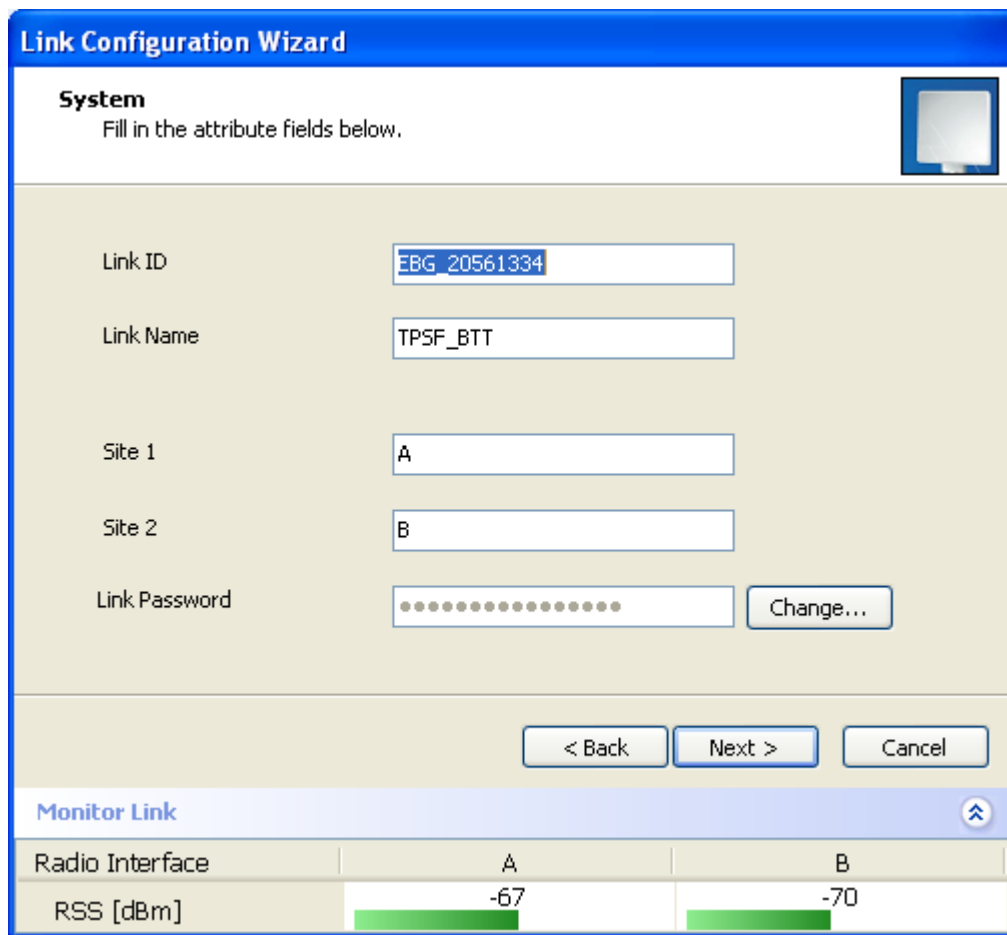 Link Configuration Wizard
System
Fill in the attribute fields below.
Link ID EBG_20561334
Link Name TPSF_BTT
Site 1 A
Site 2 B
Link Password ●●●●●●●●●●●●●●●● Change...
< Back Next > Cancel
Monitor Link
Radio Interface A B
RSS [dBm] -67 -70